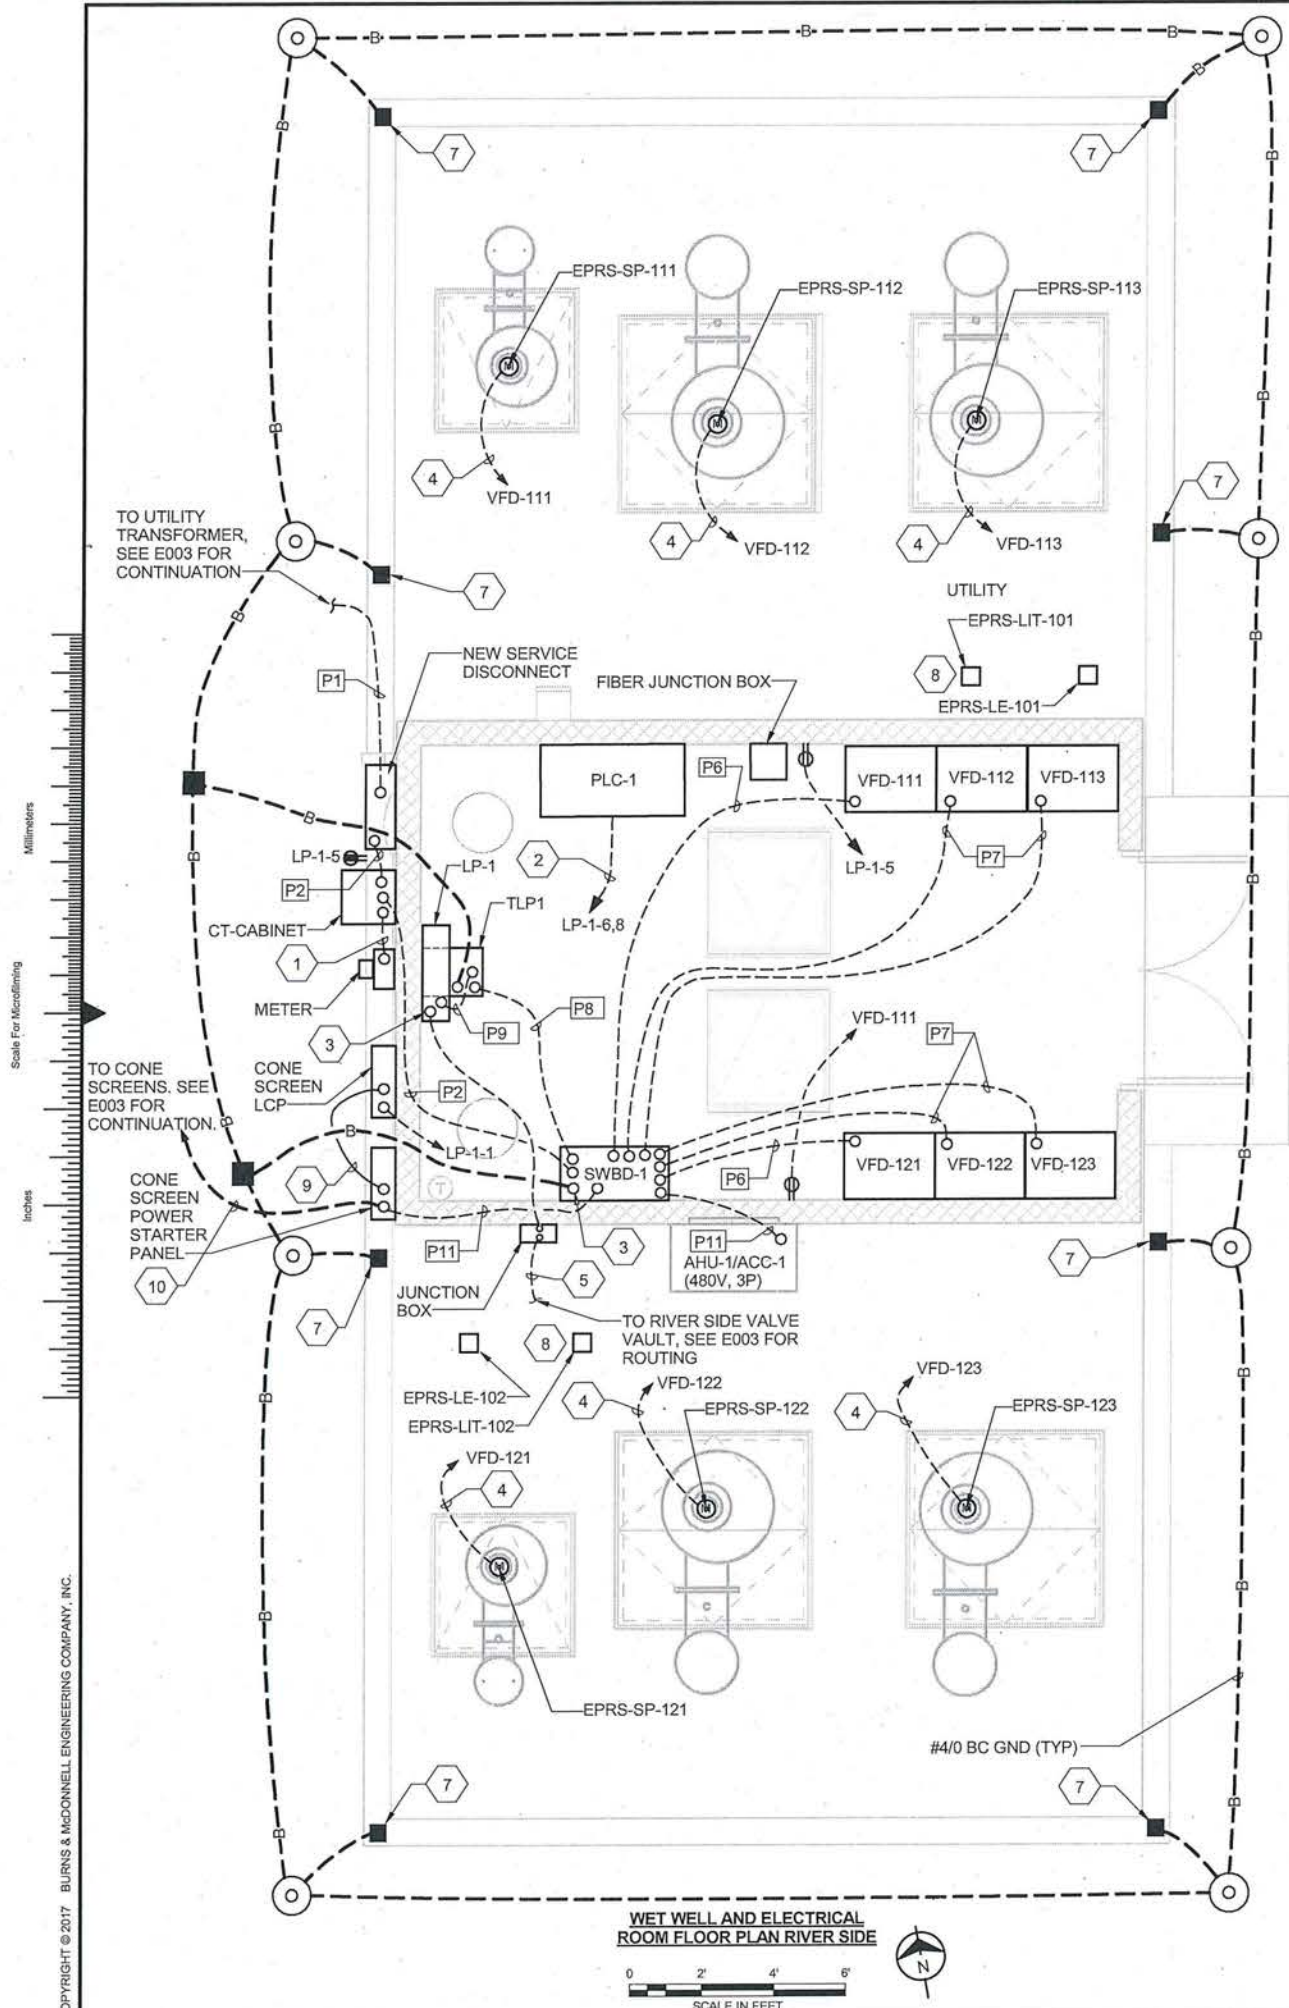 B
B
B
B
B
7
7
B
B
EPRS-SP-111
EPRS-SP-112
EPRS-SP-113
M
M
M
B
B
4
VFD-111
4
VFD-112
4
VFD-113
7
TO UTILITY
TRANSFORMER,
SEE E003 FOR
CONTINUATION
7
B
UTILITY
EPRS-LIT-101
8
EPRS-LE-101
B
P1
NEW SERVICE
DISCONNECT
FIBER JUNCTION BOX
PLC-1
P6
VFD-111
VFD-112
VFD-113
B
B
LP-1-5
P2
LP-1
2
LP-1-5
P7
B
CT-CABINET
TLP1
LP-1-6,8
1
METER
3
P9
P8
VFD-111
P7
TO CONE
SCREENS. SEE
E003 FOR
CONTINUATION.
CONE
SCREEN
LCP
P2
B
B
LP-1-1
SWBD-1
P6
VFD-121
VFD-122
VFD-123
B
9
T
CONE
SCREEN
POWER
STARTER
PANEL
10
P11
3
P11
AHU-1/ACC-1
(480V, 3P)
7
7
JUNCTION
BOX
5
TO RIVER SIDE VALVE
VAULT, SEE E003 FOR
ROUTING
8
EPRS-LE-102
EPRS-LIT-102
B
B
4
VFD-122
EPRS-SP-122
4
VFD-123
EPRS-SP-123
VFD-121
4
M
M
M
B
B
EPRS-SP-121
#4/0 BC GND (TYP)
7
7
B
B
WET WELL AND ELECTRICAL
ROOM FLOOR PLAN RIVER SIDE
N
0 2' 4' 6'
SCALE IN FEET
Millimeters
Scale For Microfilming
Inches
OPYRIGHT © 2017 BURNS & McDONNELL ENGINEERING COMPANY, INC.